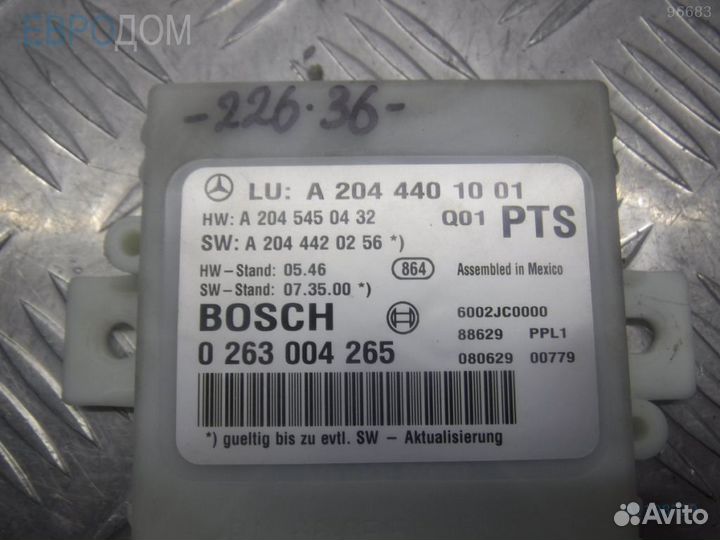 ЕВРОДОМ
95683
-226·36-
LU: A 204 440 10 01
HW: A 204 545 04 32 Q01 PTS
SW: A 204 442 02 56 *)
HW-Stand: 05.46 864 Assembled in Mexico
SW-Stand: 07.35.00 *)
BOSCH 6002JC0000
88629 PPL1
0 263 004 265 080629 00779
*) gueltig bis zu evtl. SW - Aktualisierung
Avito